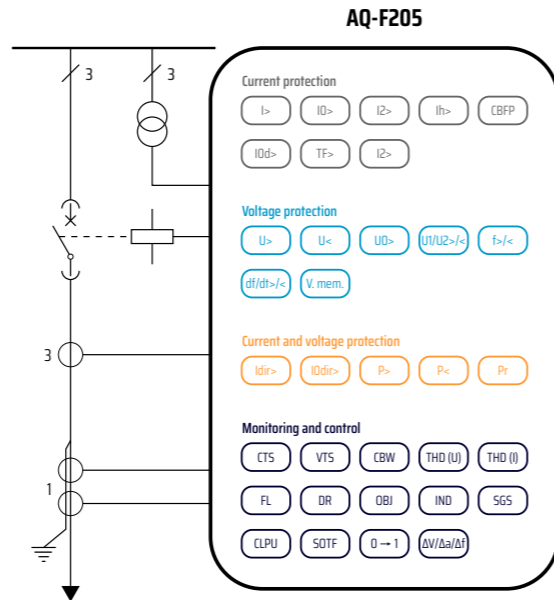 AQ-F205
3 3
Current protection
I> I0> I2> Ih> CBFP
I0d> TF> I2>
Voltage protection
U> U< U0> U1/U2>/< f>/<
df/dt>/< V. mem.
3
Current and voltage protection
Idir> I0dir> P> P< Pr
Monitoring and control
CTS VTS CBW THD (U) THD (I)
1
FL DR OBJ IND SGS
CLPU SOTF 0 → 1 ΔV/Δa/Δf